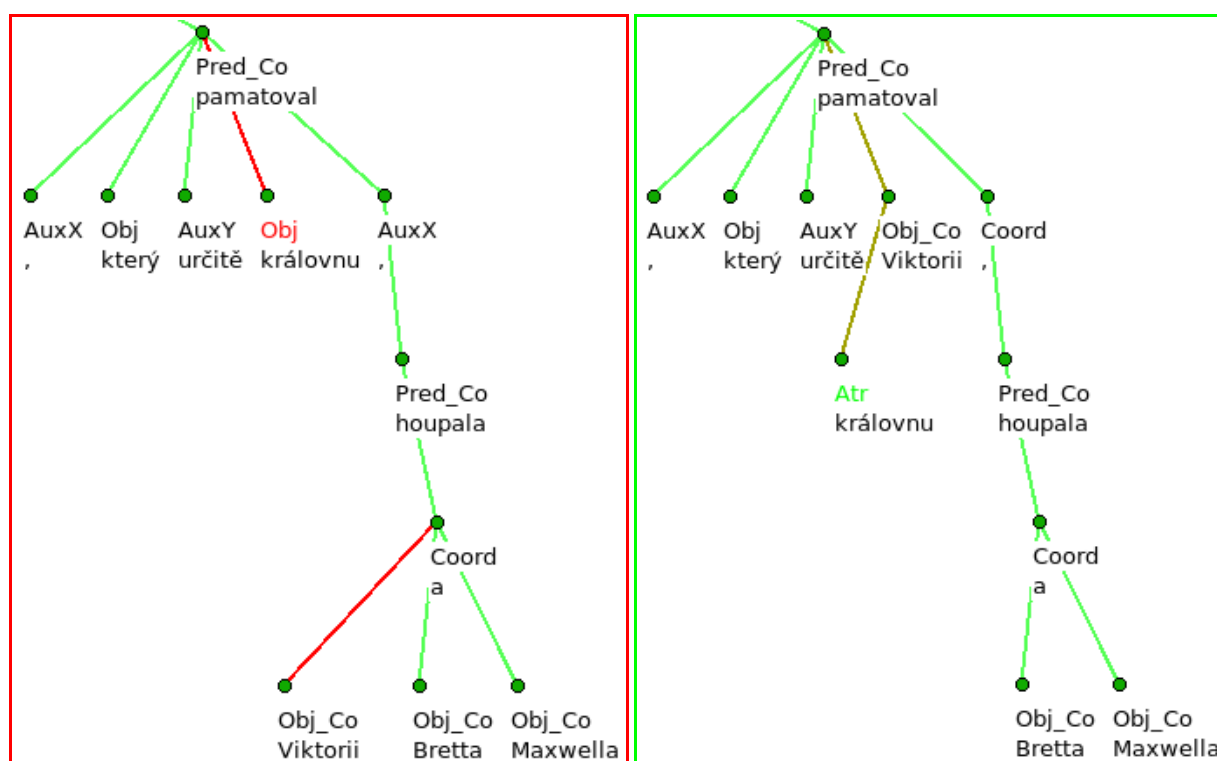 Pred_Co
pamatoval
AuxX Obj AuxY Obj AuxX
, který určitě královnu ,
Pred_Co
houpala
Coord
a
Obj_Co Obj_Co Obj_Co
Viktorii Bretta Maxwella
Pred_Co
pamatoval
AuxX Obj AuxY Obj_Co Coord
, který určitě Viktorii ,
Atr Pred_Co
královnu houpala
Coord
a
Obj_Co Obj_Co
Bretta Maxwella